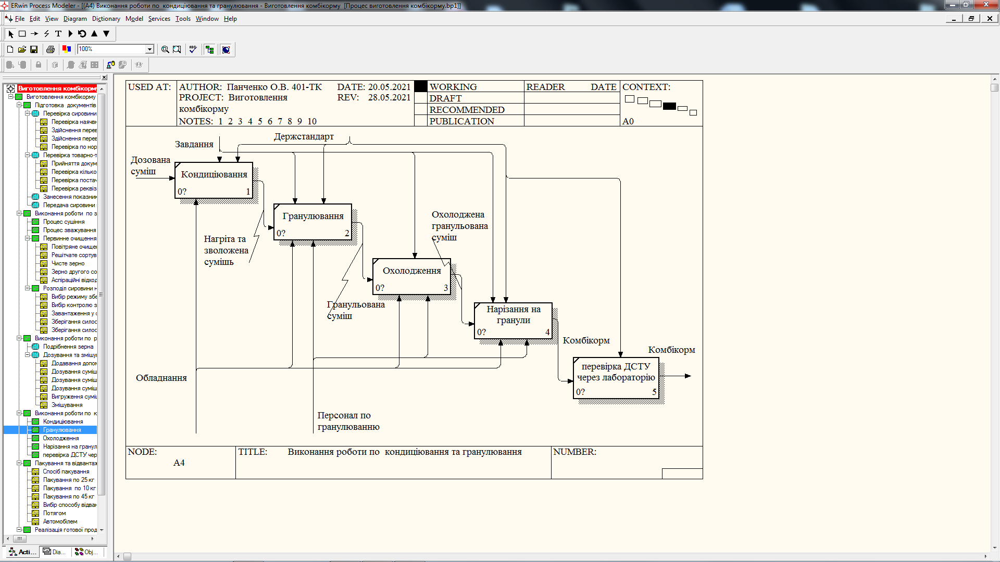 ERwin Process Modeler - [(A4) Виконання роботи по  кондиціювання та гранулювання - Виготовлення комбікорму  [Процес виготовлення комбікорму.bp1]]
File Edit View Diagram Dictionary Model Services Tools Window Help
100%
Виготовлення комбікорму
Виготовлення комбікорму
Підготовка  документів
Перевірка сировини
Перевірка наячвн
Здійснення перев
Здійснення перев
Перевірка по нор
Перевірка товарно-т
Прийняття докум
Перевірка кілько
Перевірка постач
Перевірка реквіз
Занесення показник
Передача сировини
Виконання роботи  по з
Процес сушіння
Процес зважування
Первинне очищення
Повітряне очище
Решітчате сортув
Чисте зерно
Зерно другого со
Аспіраційні відход
Розподіл сировини н
Вибір режиму збе
Вибір контролю з
Завантаження у с
Зберігання силос
Зберігання силос
Виконання роботи по  р
Подрібнення зерна
Дозування та змішу
Додавання допо
Дозування суміш
Дозування суміш
Дозування суміш
Вигруження суміш
Змішування
Виконання роботи по  к
Кондиціювання
Гранулювання
Охолодження
Нарізання на гранул
перевірка ДСТУ чер
Пакування та відвантаж
Спосіб пакування
Пакування по 25 кг
Пакування  по 10 кг
Пакування по 45 кг
Вибір способу відван
Потягом
Автомобілем
Реалізація готової прод
Acti... Dia... Obj...
USED AT:
AUTHOR:  Панченко О.В. 401-ТК
DATE: 20.05.2021
PROJECT:  Виготовлення
комбікорму
REV: 28.05.2021
NOTES:  1  2  3  4  5  6  7  8  9  10
WORKING
DRAFT
RECOMMENDED
PUBLICATION
READER DATE
CONTEXT:
A0
Завдання
Держстандарт
Дозована
суміш
Кондиціювання
0? 1
Гранулювання
0? 2
Нагріта та
зволожена
сумішь
Охолоджена
гранульована
суміш
Охолодження
0? 3
Гранульована
суміш
Нарізання на
гранули
0? 4
Комбікорм
Комбікорм
перевірка ДСТУ
через лабораторію
0? 5
Обладнання
Персонал по
гранулюванню
NODE:
A4
TITLE: Виконання роботи по  кондиціювання та гранулювання
NUMBER: